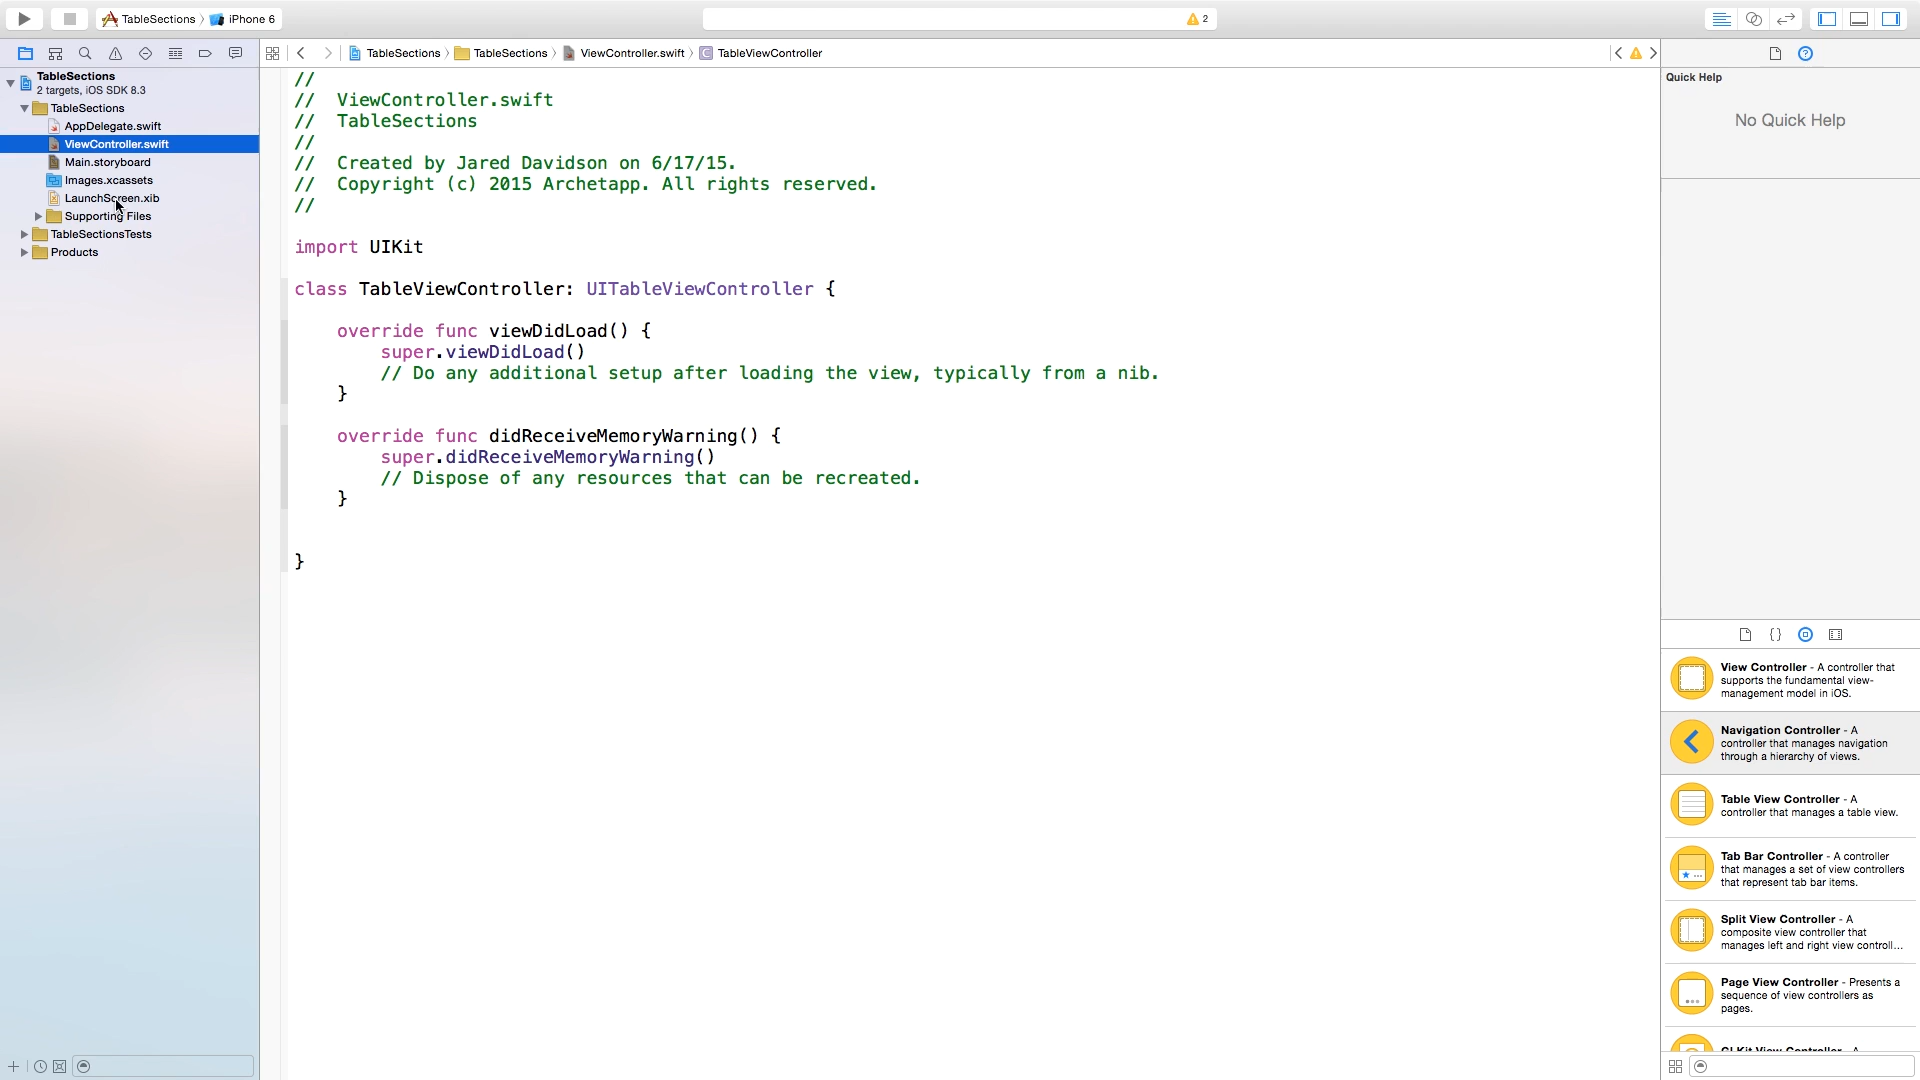 TableSections iPhone 6 2
TableSections TableSections ViewController.swift TableViewController
TableSections
2 targets, iOS SDK 8.3
TableSections
AppDelegate.swift
ViewController.swift
Main.storyboard
Images.xcassets
LaunchScreen.xib
Supporting Files
TableSectionsTests
Products
//
// ViewController.swift
// TableSections
//
// Created by Jared Davidson on 6/17/15.
// Copyright (c) 2015 Archetapp. All rights reserved.
//
import UIKit
class TableViewController: UITableViewController {
override func viewDidLoad() {
super.viewDidLoad()
// Do any additional setup after loading the view, typically from a nib.
}
override func didReceiveMemoryWarning() {
super.didReceiveMemoryWarning()
// Dispose of any resources that can be recreated.
}
}
Quick Help
No Quick Help
{}
View Controller - A controller that
supports the fundamental view-
management model in iOS.
Navigation Controller - A
controller that manages navigation
through a hierarchy of views.
Table View Controller - A
controller that manages a table view.
Tab Bar Controller - A controller
that manages a set of view controllers
that represent tab bar items.
Split View Controller - A
composite view controller that
manages left and right view controll...
Page View Controller - Presents a
sequence of view controllers as
pages.